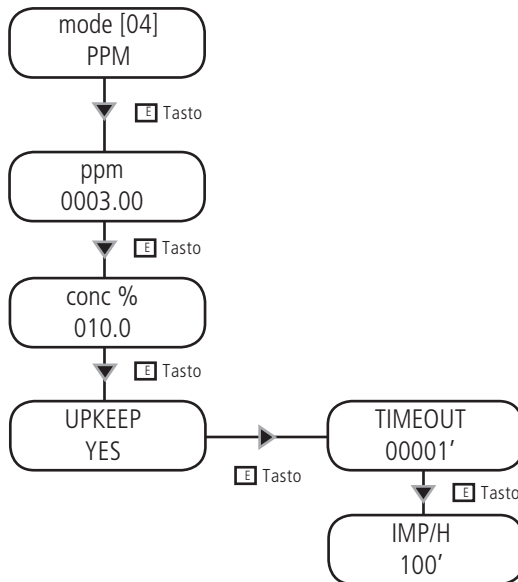 mode [04]
PPM
E Tasto
ppm
0003.00
E Tasto
conc %
010.0
E Tasto
UPKEEP
YES
E Tasto
TIMEOUT
00001’
E Tasto
IMP/H
100’